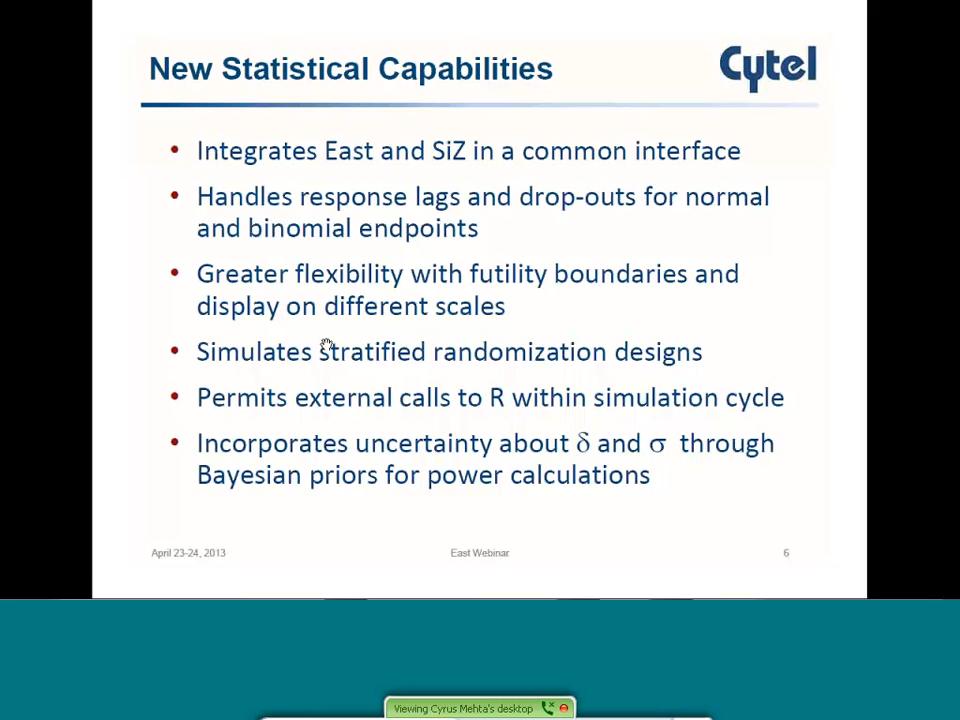 New Statistical Capabilities
Cytel
• Integrates East and SiZ in a common interface
• Handles response lags and drop-outs for normal
and binomial endpoints
• Greater flexibility with futility boundaries and
display on different scales
• Simulates stratified randomization designs
• Permits external calls to R within simulation cycle
• Incorporates uncertainty about δ and σ through
Bayesian priors for power calculations
April 23-24, 2013
East Webinar
6
Viewing Cyrus Mehta's desktop